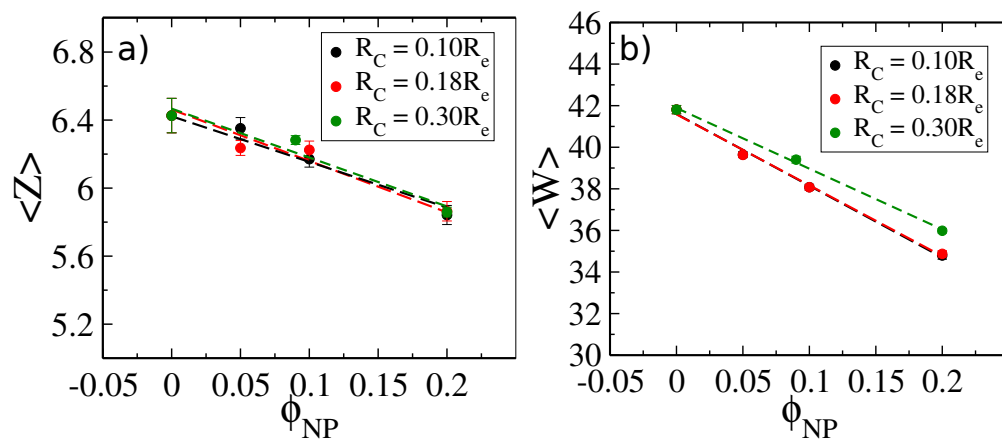 a)
R_C = 0.10R_e
R_C = 0.18R_e
R_C = 0.30R_e
<Z>
6.8
6.4
6
5.6
5.2
-0.05 0 0.05 0.1 0.15 0.2
ϕ_NP
b)
R_C = 0.10R_e
R_C = 0.18R_e
R_C = 0.30R_e
<W>
46
44
42
40
38
36
34
32
30
-0.05 0 0.05 0.1 0.15 0.2
ϕ_NP